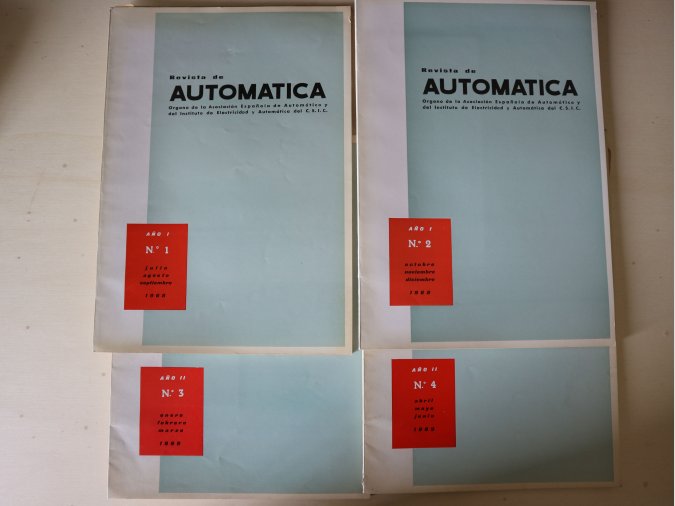 Revista de
AUTOMATICA
Organo de la Asociación Española de Automática y
del Instituto de Electricidad y Automática del C.S.I.C.
AÑO I
N.º 1
julio
agosto
septiembre
Revista de
AUTOMATICA
Organo de la Asociación Española de Automática y
del Instituto de Electricidad y Automática del C.S.I.C.
AÑO I
N.º 2
octubre
noviembre
diciembre
AÑO II
N.º 3
enero
febrero
marzo
AÑO II
N.º 4
abril
mayo
junio